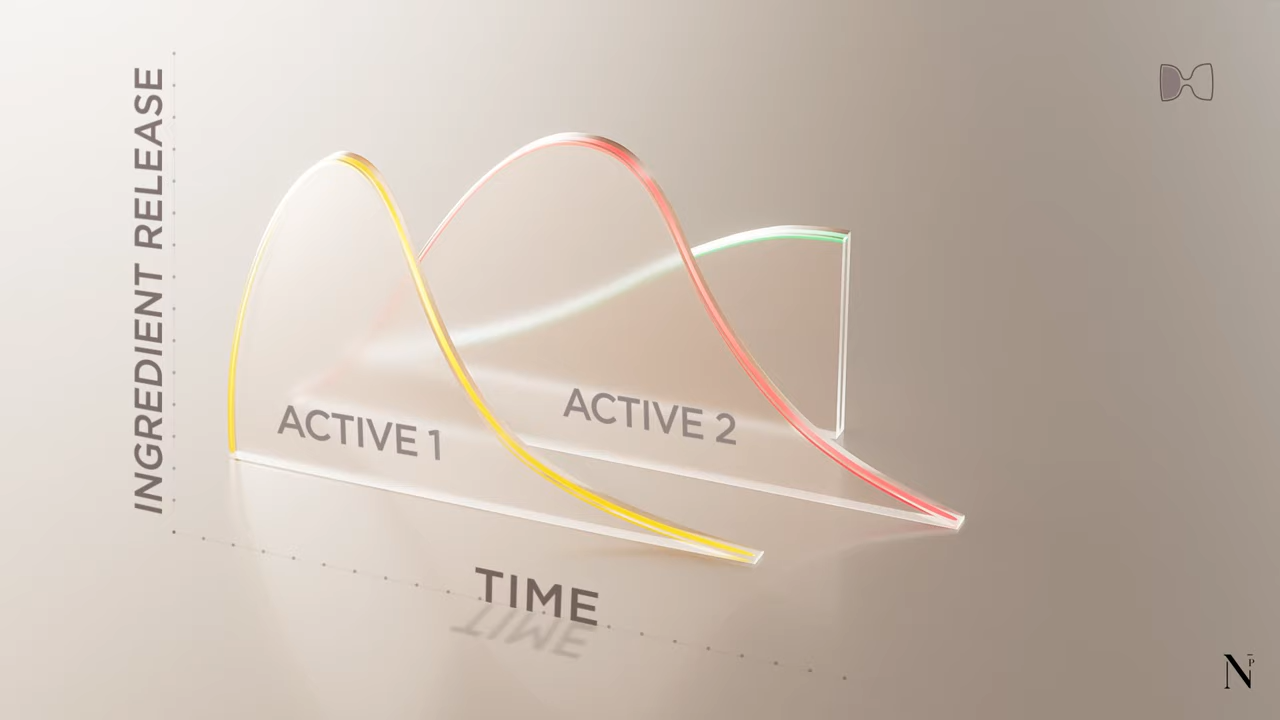 INGREDIENT RELEASE
ACTIVE 1
ACTIVE 2
TIME
N P